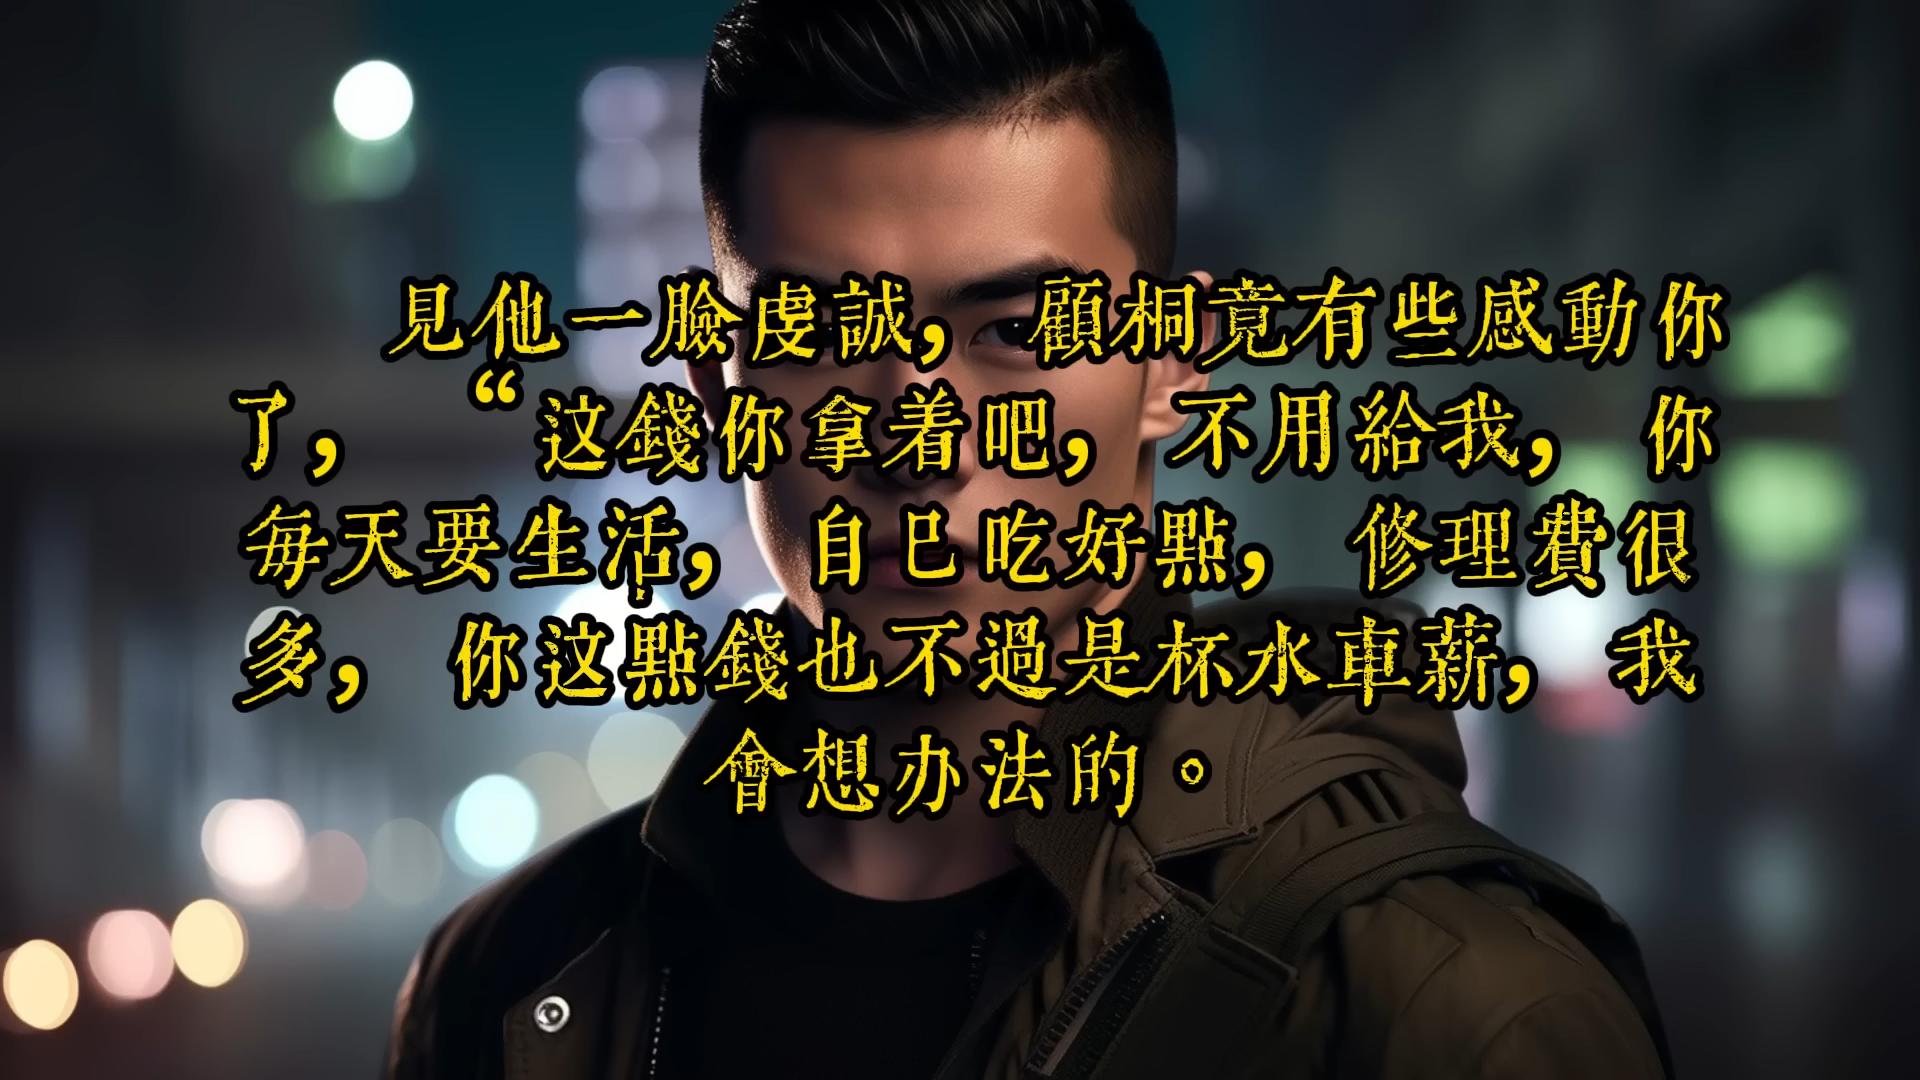 見他一臉虔誠，顧桐竟有些感動你
了，“这錢你拿着吧，不用給我，你
每天要生活，自已吃好點，修理費很
多，你这點錢也不過是杯水車薪，我
會想办法的。